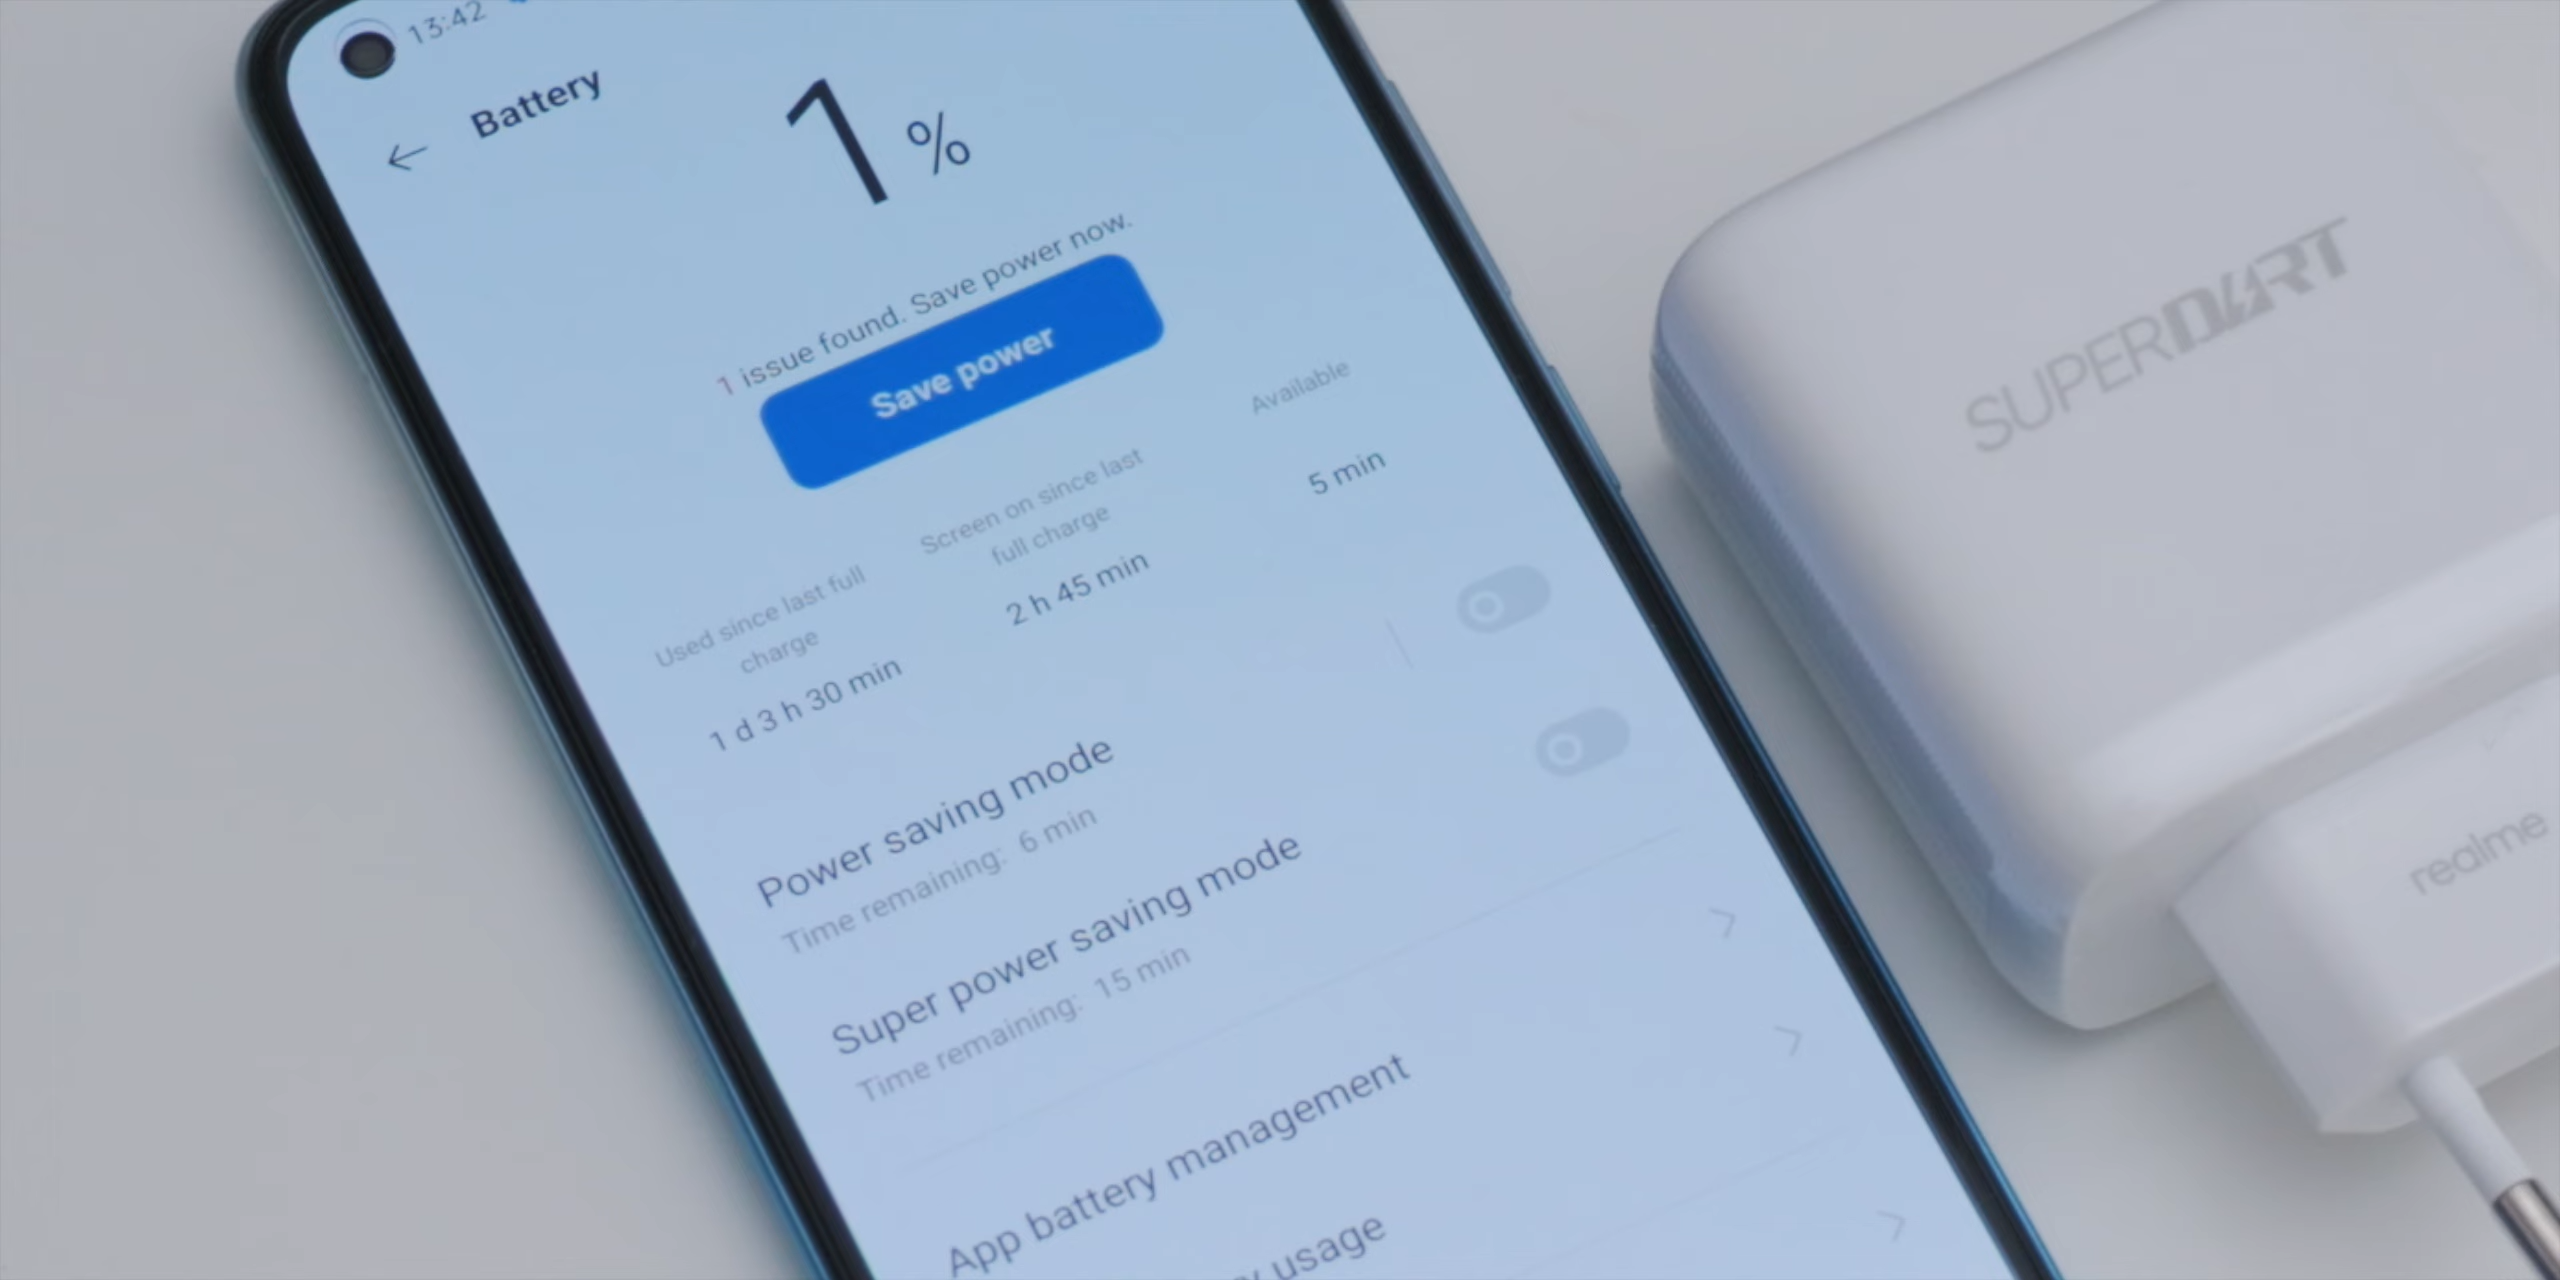 13:42
Battery
1 %
1 issue found. Save power now.
Save power
Used since last full
charge
1 d 3 h 30 min
Screen on since last
full charge
2 h 45 min
Available
5 min
Power saving mode
Time remaining: 6 min
Super power saving mode
Time remaining: 15 min
App battery management
usage
SUPERDART
realme